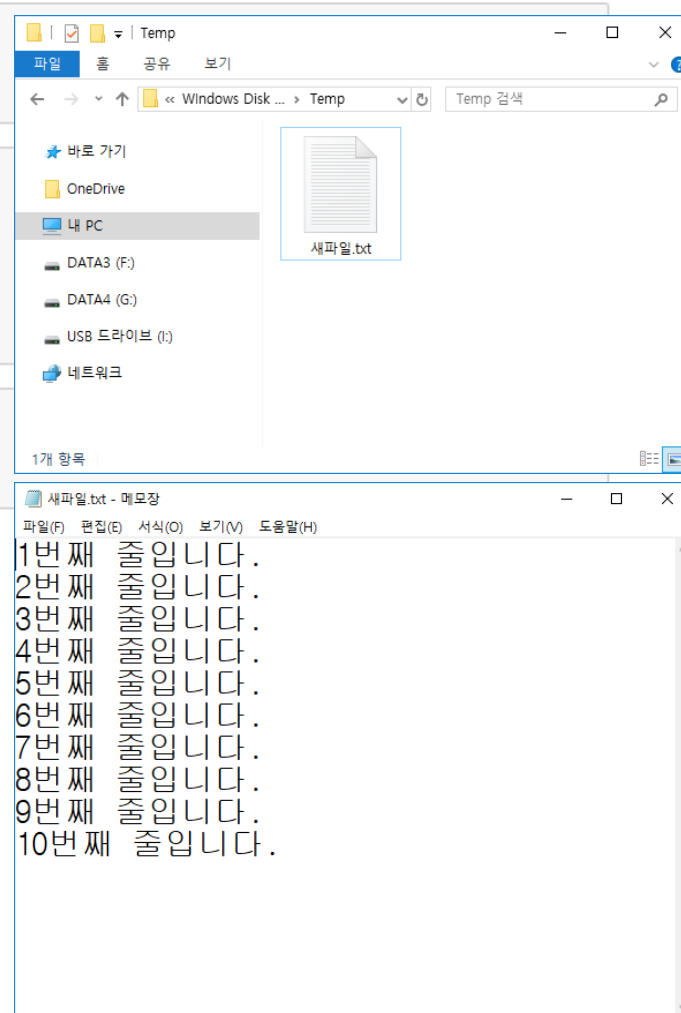 Temp
파일 홈 공유 보기
« WIndows Disk ... › Temp
Temp 검색
바로 가기
OneDrive
내 PC
DATA3 (F:)
DATA4 (G:)
USB 드라이브 (I:)
네트워크
새파일.txt
1개 항목
새파일.txt - 메모장
파일(F) 편집(E) 서식(O) 보기(V) 도움말(H)
1번째 줄입니다.
2번째 줄입니다.
3번째 줄입니다.
4번째 줄입니다.
5번째 줄입니다.
6번째 줄입니다.
7번째 줄입니다.
8번째 줄입니다.
9번째 줄입니다.
10번째 줄입니다.